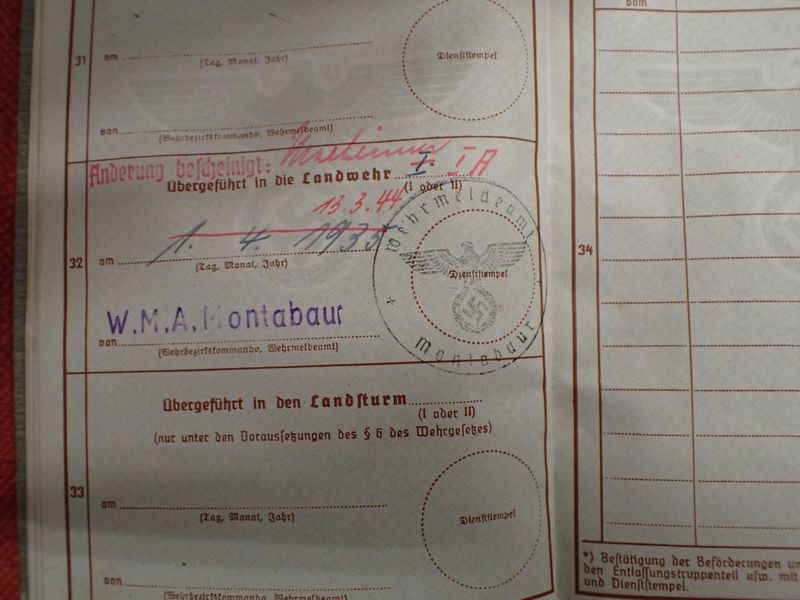 31
am
(Tag, Monat, Jahr)
Dienststempel
von
(Wehrbezirkskommando, Wehrmeldeamt)
Änderung bescheinigt:
Übergeführt in die Landwehr I. I A
(I oder II)
13.3.44
1. 4. 1935
32
am
(Tag, Monat, Jahr)
Wehrmeldeamt
Dienststempel
Montabaur
W.M.A. Montabaur
von
(Wehrbezirkskommando, Wehrmeldeamt)
Übergeführt in den Landsturm
(I oder II)
(nur unter den Voraussetzungen des § 6 des Wehrgesetzes)
33
am
(Tag, Monat, Jahr)
Dienststempel
von
(Wehrbezirkskommando, Wehrmeldeamt)
vom
34
*) Bestätigung der Beförderungen
den Entlassungstruppenteil usw. mit
und Dienststempel.